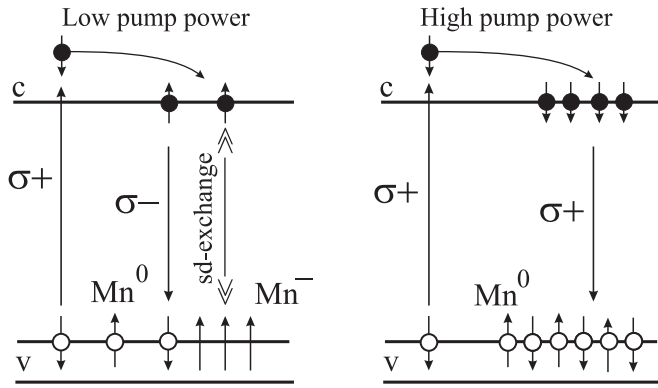 Low pump power
c
σ+
σ−
sd-exchange
Mn⁰
Mn⁻
v
High pump power
c
σ+
σ+
Mn⁰
v